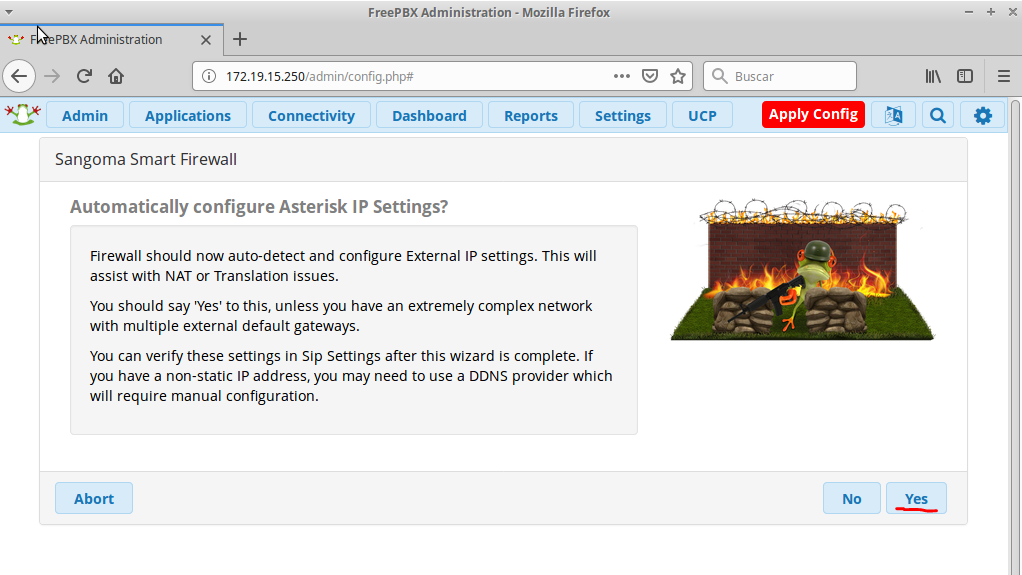 FreePBX Administration - Mozilla Firefox
FreePBX Administration
172.19.15.250/admin/config.php#
Buscar
Admin
Applications
Connectivity
Dashboard
Reports
Settings
UCP
Apply Config
Sangoma Smart Firewall
Automatically configure Asterisk IP Settings?
Firewall should now auto-detect and configure External IP settings. This will
assist with NAT or Translation issues.
You should say 'Yes' to this, unless you have an extremely complex network
with multiple external default gateways.
You can verify these settings in Sip Settings after this wizard is complete. If
you have a non-static IP address, you may need to use a DDNS provider which
will require manual configuration.
Abort
No
Yes